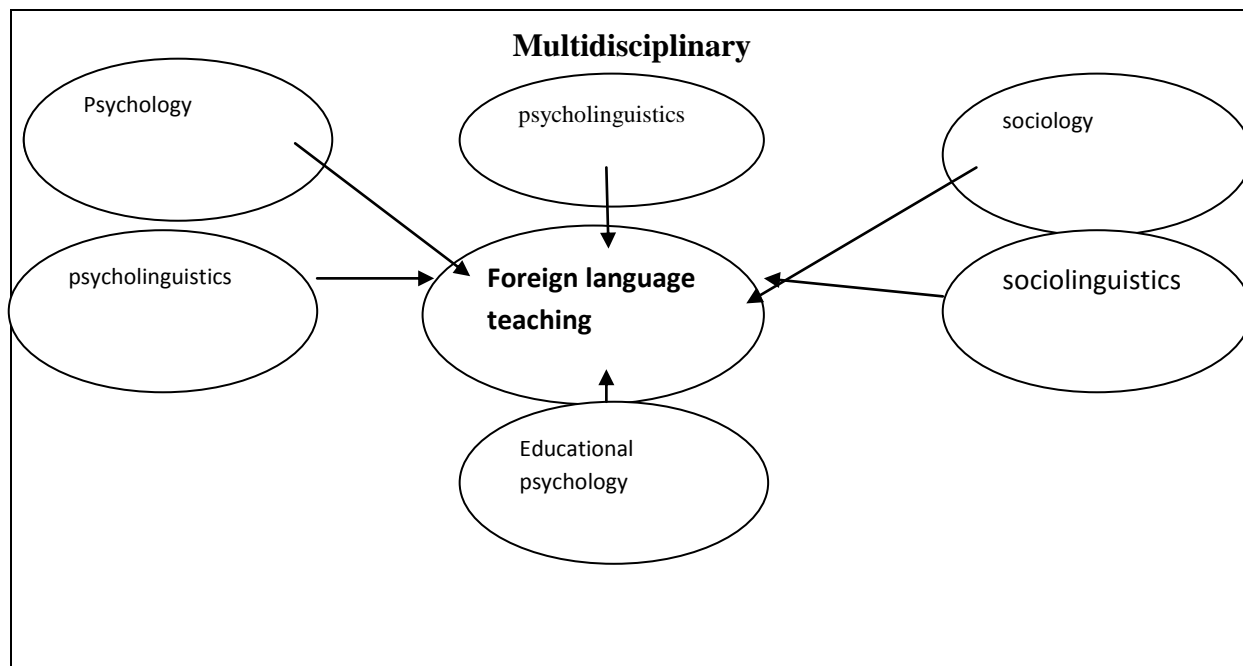 Multidisciplinary
Psychology
psycholinguistics
sociology
psycholinguistics
Foreign language
teaching
sociolinguistics
Educational
psychology